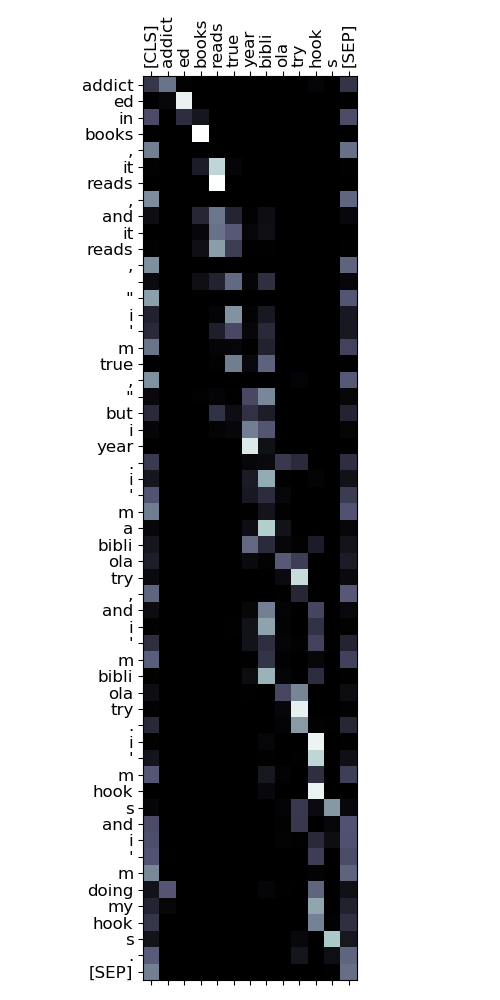 [CLS]
addict
ed
books
reads
true
year
bibli
ola
try
hook
s
[SEP]
addict
ed
in
books
,
it
reads
,
and
it
reads
,
"
i
'
m
true
,
"
but
i
year
.
i
'
m
a
bibli
ola
try
,
and
i
'
m
bibli
ola
try
.
i
'
m
hook
s
and
i
'
m
doing
my
hook
s
.
[SEP]